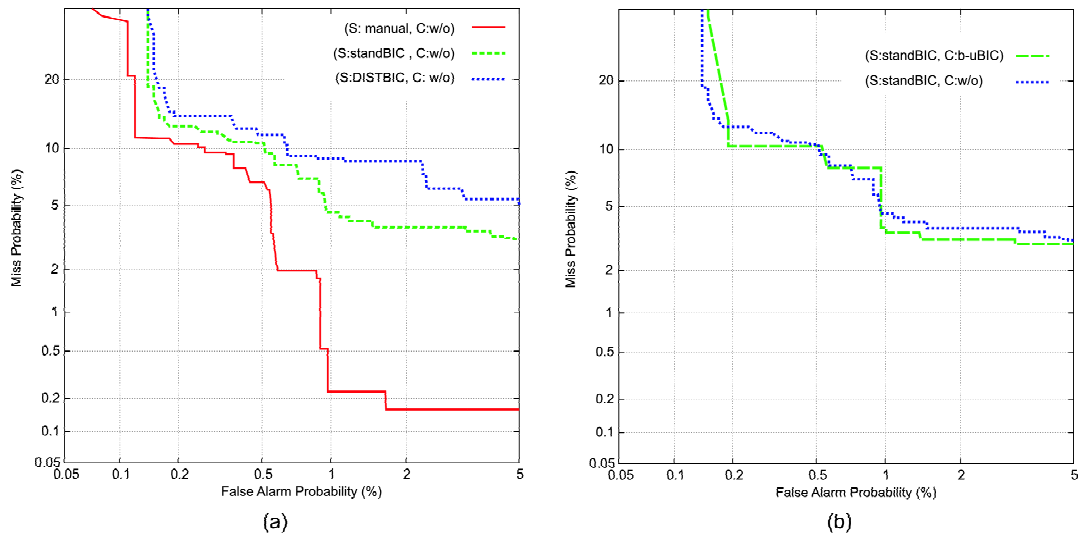 (S: manual, C:w/o)
(S:standBIC , C:w/o)
(S:DISTBIC, C: w/o)
20
10
5
2
1
0.5
0.2
0.1
0.05
Miss Probability (%)
0.05
0.1
0.2
0.5
1
2
5
False Alarm Probability (%)
(a)
(S:standBIC, C:b-uBIC)
(S:standBIC, C:w/o)
20
10
5
2
1
0.5
0.2
0.1
0.05
Miss Probability (%)
0.05
0.1
0.2
0.5
1
2
5
False Alarm Probability (%)
(b)